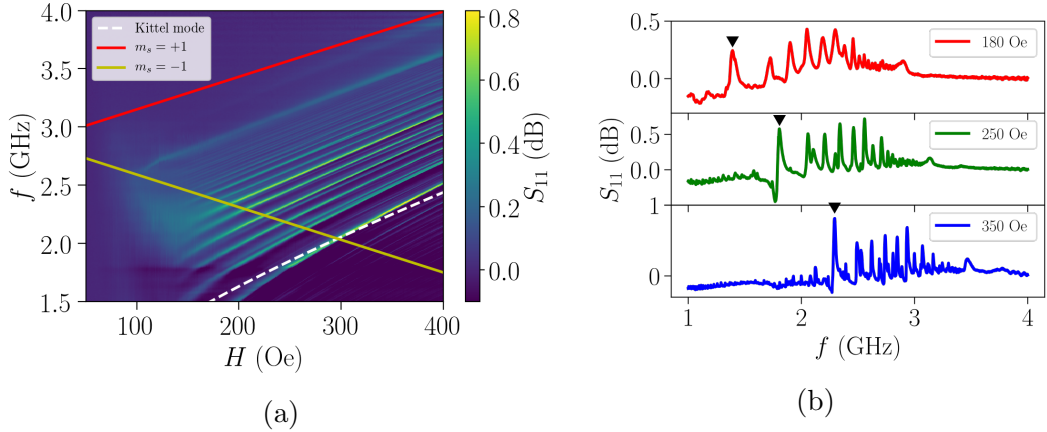 4.0
3.5
3.0
2.5
2.0
1.5
f (GHz)
100
200
300
400
H (Oe)
Kittel mode
m_s = +1
m_s = −1
0.8
0.6
0.4
0.2
0.0
S_11 (dB)
(a)
0.5
0.0
180 Oe
0.5
0.0
250 Oe
1
0
350 Oe
S_11 (dB)
1
2
3
4
f (GHz)
(b)